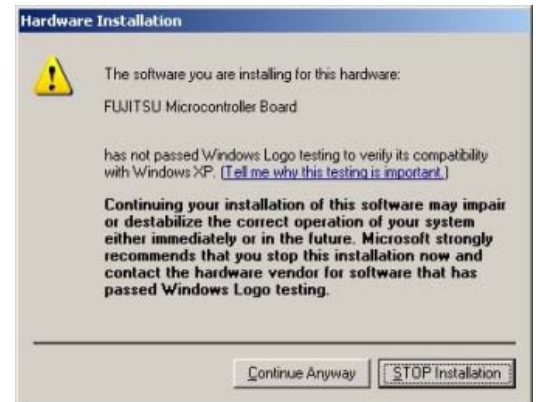 Hardware Installation
The software you are installing for this hardware:
FUJITSU Microcontroller Board
has not passed Windows Logo testing to verify its compatibility
with Windows XP. (Tell me why this testing is important.)
Continuing your installation of this software may impair
or destabilize the correct operation of your system
either immediately or in the future. Microsoft strongly
recommends that you stop this installation now and
contact the hardware vendor for software that has
passed Windows Logo testing.
Continue Anyway
STOP Installation